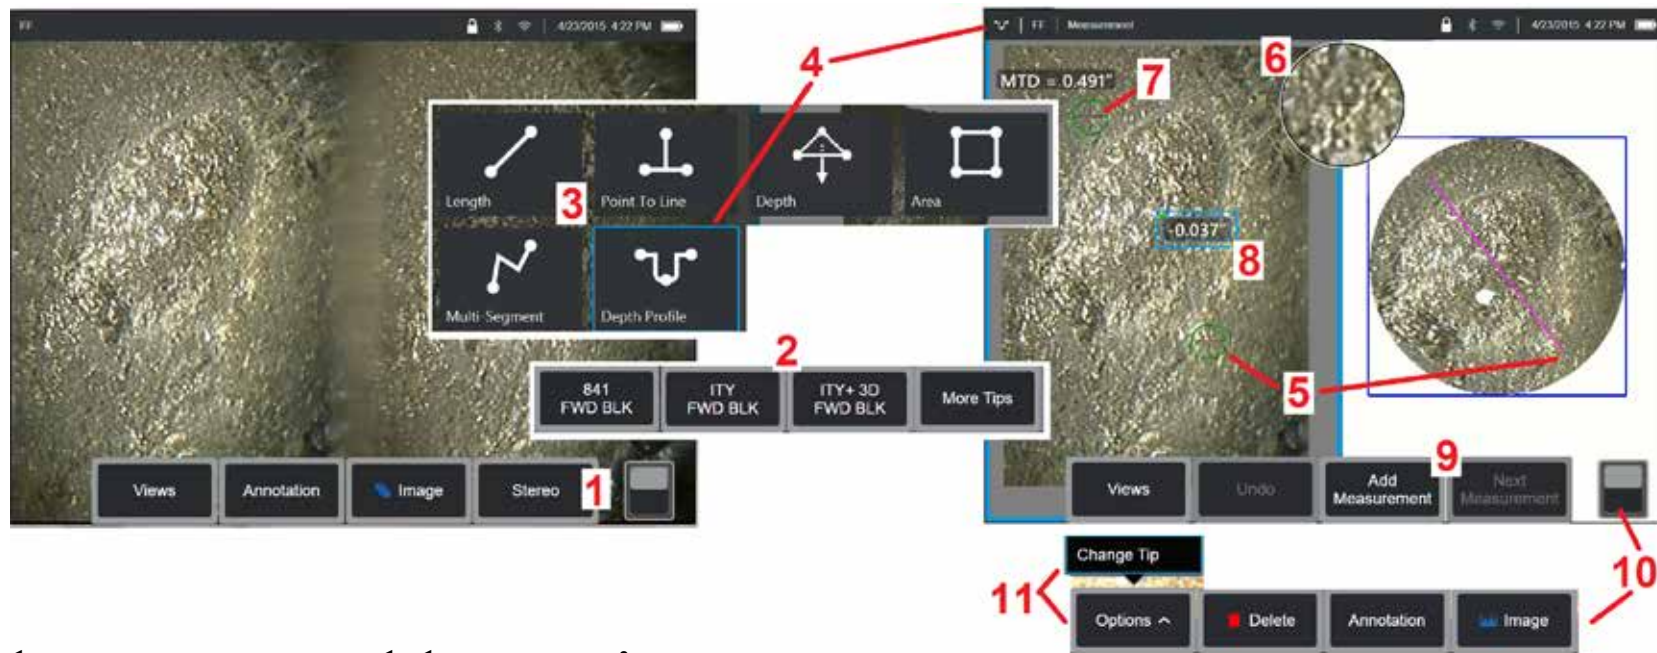 FF
4/23/2015 4:22 PM
4
FF | Measurement
4/23/2015 4:22 PM
6
MTD = 0.491"
7
Length
3
Point To Line
Depth
Area
-0.037"
8
Multi-Segment
Depth Profile
2
841 FWD BLK
ITY FWD BLK
ITY+ 3D FWD BLK
More Tips
5
Views
Annotation
Image
Stereo
1
9
Views
Undo
Add Measurement
Next Measurement
Change Tip
10
11
Options
Delete
Annotation
Image